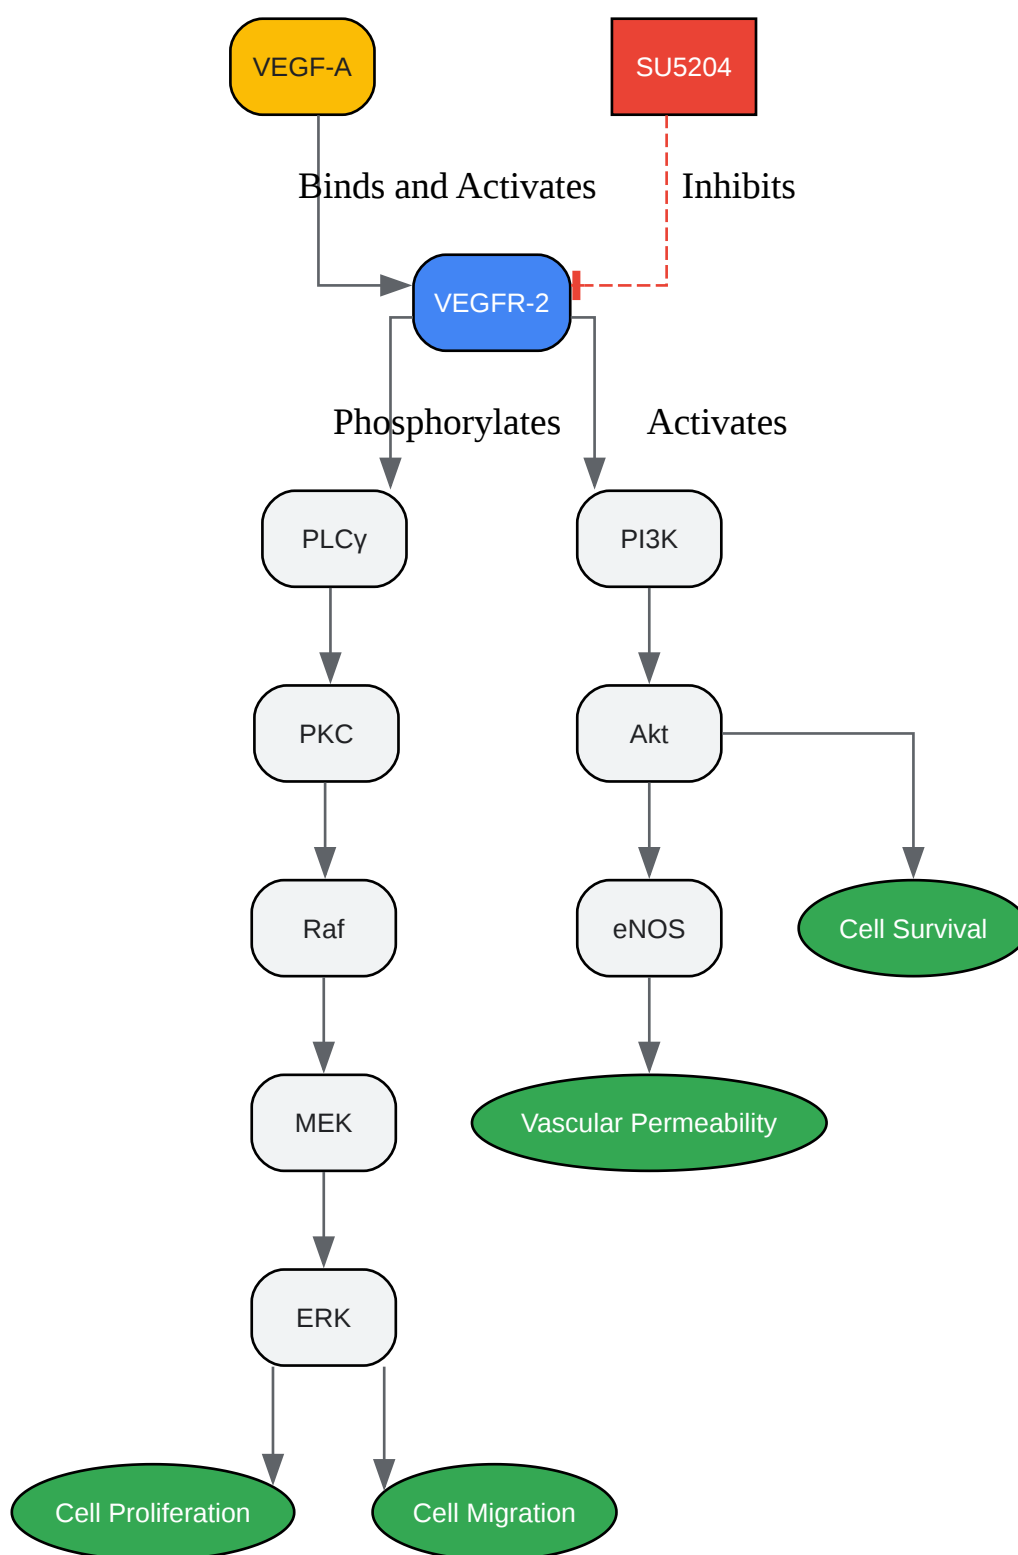 VEGF-A
SU5204
Binds and Activates
Inhibits
VEGFR-2
Phosphorylates
Activates
PLCγ
PI3K
PKC
Akt
Raf
eNOS
Cell Survival
MEK
Vascular Permeability
ERK
Cell Proliferation
Cell Migration